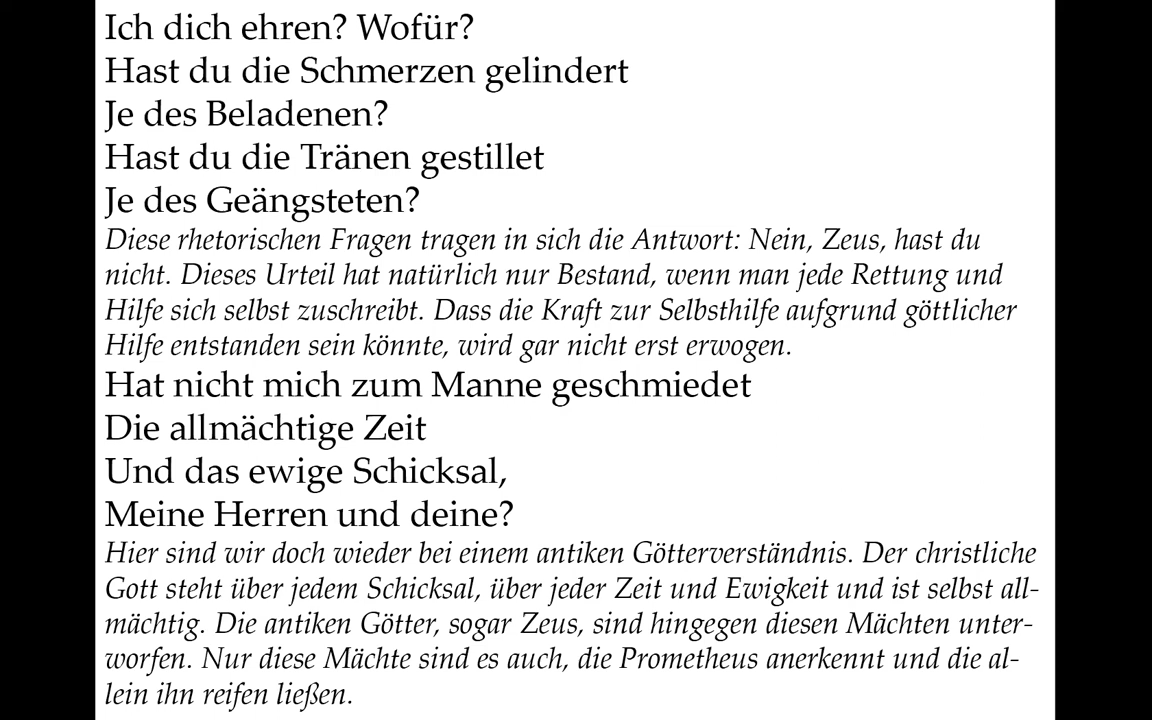 Ich dich ehren? Wofür?
Hast du die Schmerzen gelindert
Je des Beladenen?
Hast du die Tränen gestillet
Je des Geängsteten?
Diese rhetorischen Fragen tragen in sich die Antwort: Nein, Zeus, hast du
nicht. Dieses Urteil hat natürlich nur Bestand, wenn man jede Rettung und
Hilfe sich selbst zuschreibt. Dass die Kraft zur Selbsthilfe aufgrund göttlicher
Hilfe entstanden sein könnte, wird gar nicht erst erwogen.
Hat nicht mich zum Manne geschmiedet
Die allmächtige Zeit
Und das ewige Schicksal,
Meine Herren und deine?
Hier sind wir doch wieder bei einem antiken Götterverständnis. Der christliche
Gott steht über jedem Schicksal, über jeder Zeit und Ewigkeit und ist selbst all-
mächtig. Die antiken Götter, sogar Zeus, sind hingegen diesen Mächten unter-
worfen. Nur diese Mächte sind es auch, die Prometheus anerkennt und die al-
lein ihn reifen ließen.